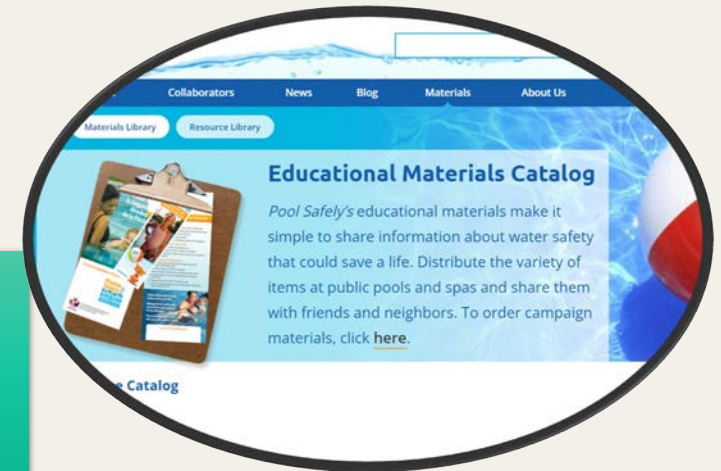 Collaborators News Blog Materials About Us
Materials Library Resource Library
Educational Materials Catalog
Pool Safely's educational materials make it
simple to share information about water safety
that could save a life. Distribute the variety of
items at public pools and spas and share them
with friends and neighbors. To order campaign
materials, click here.
Catalog